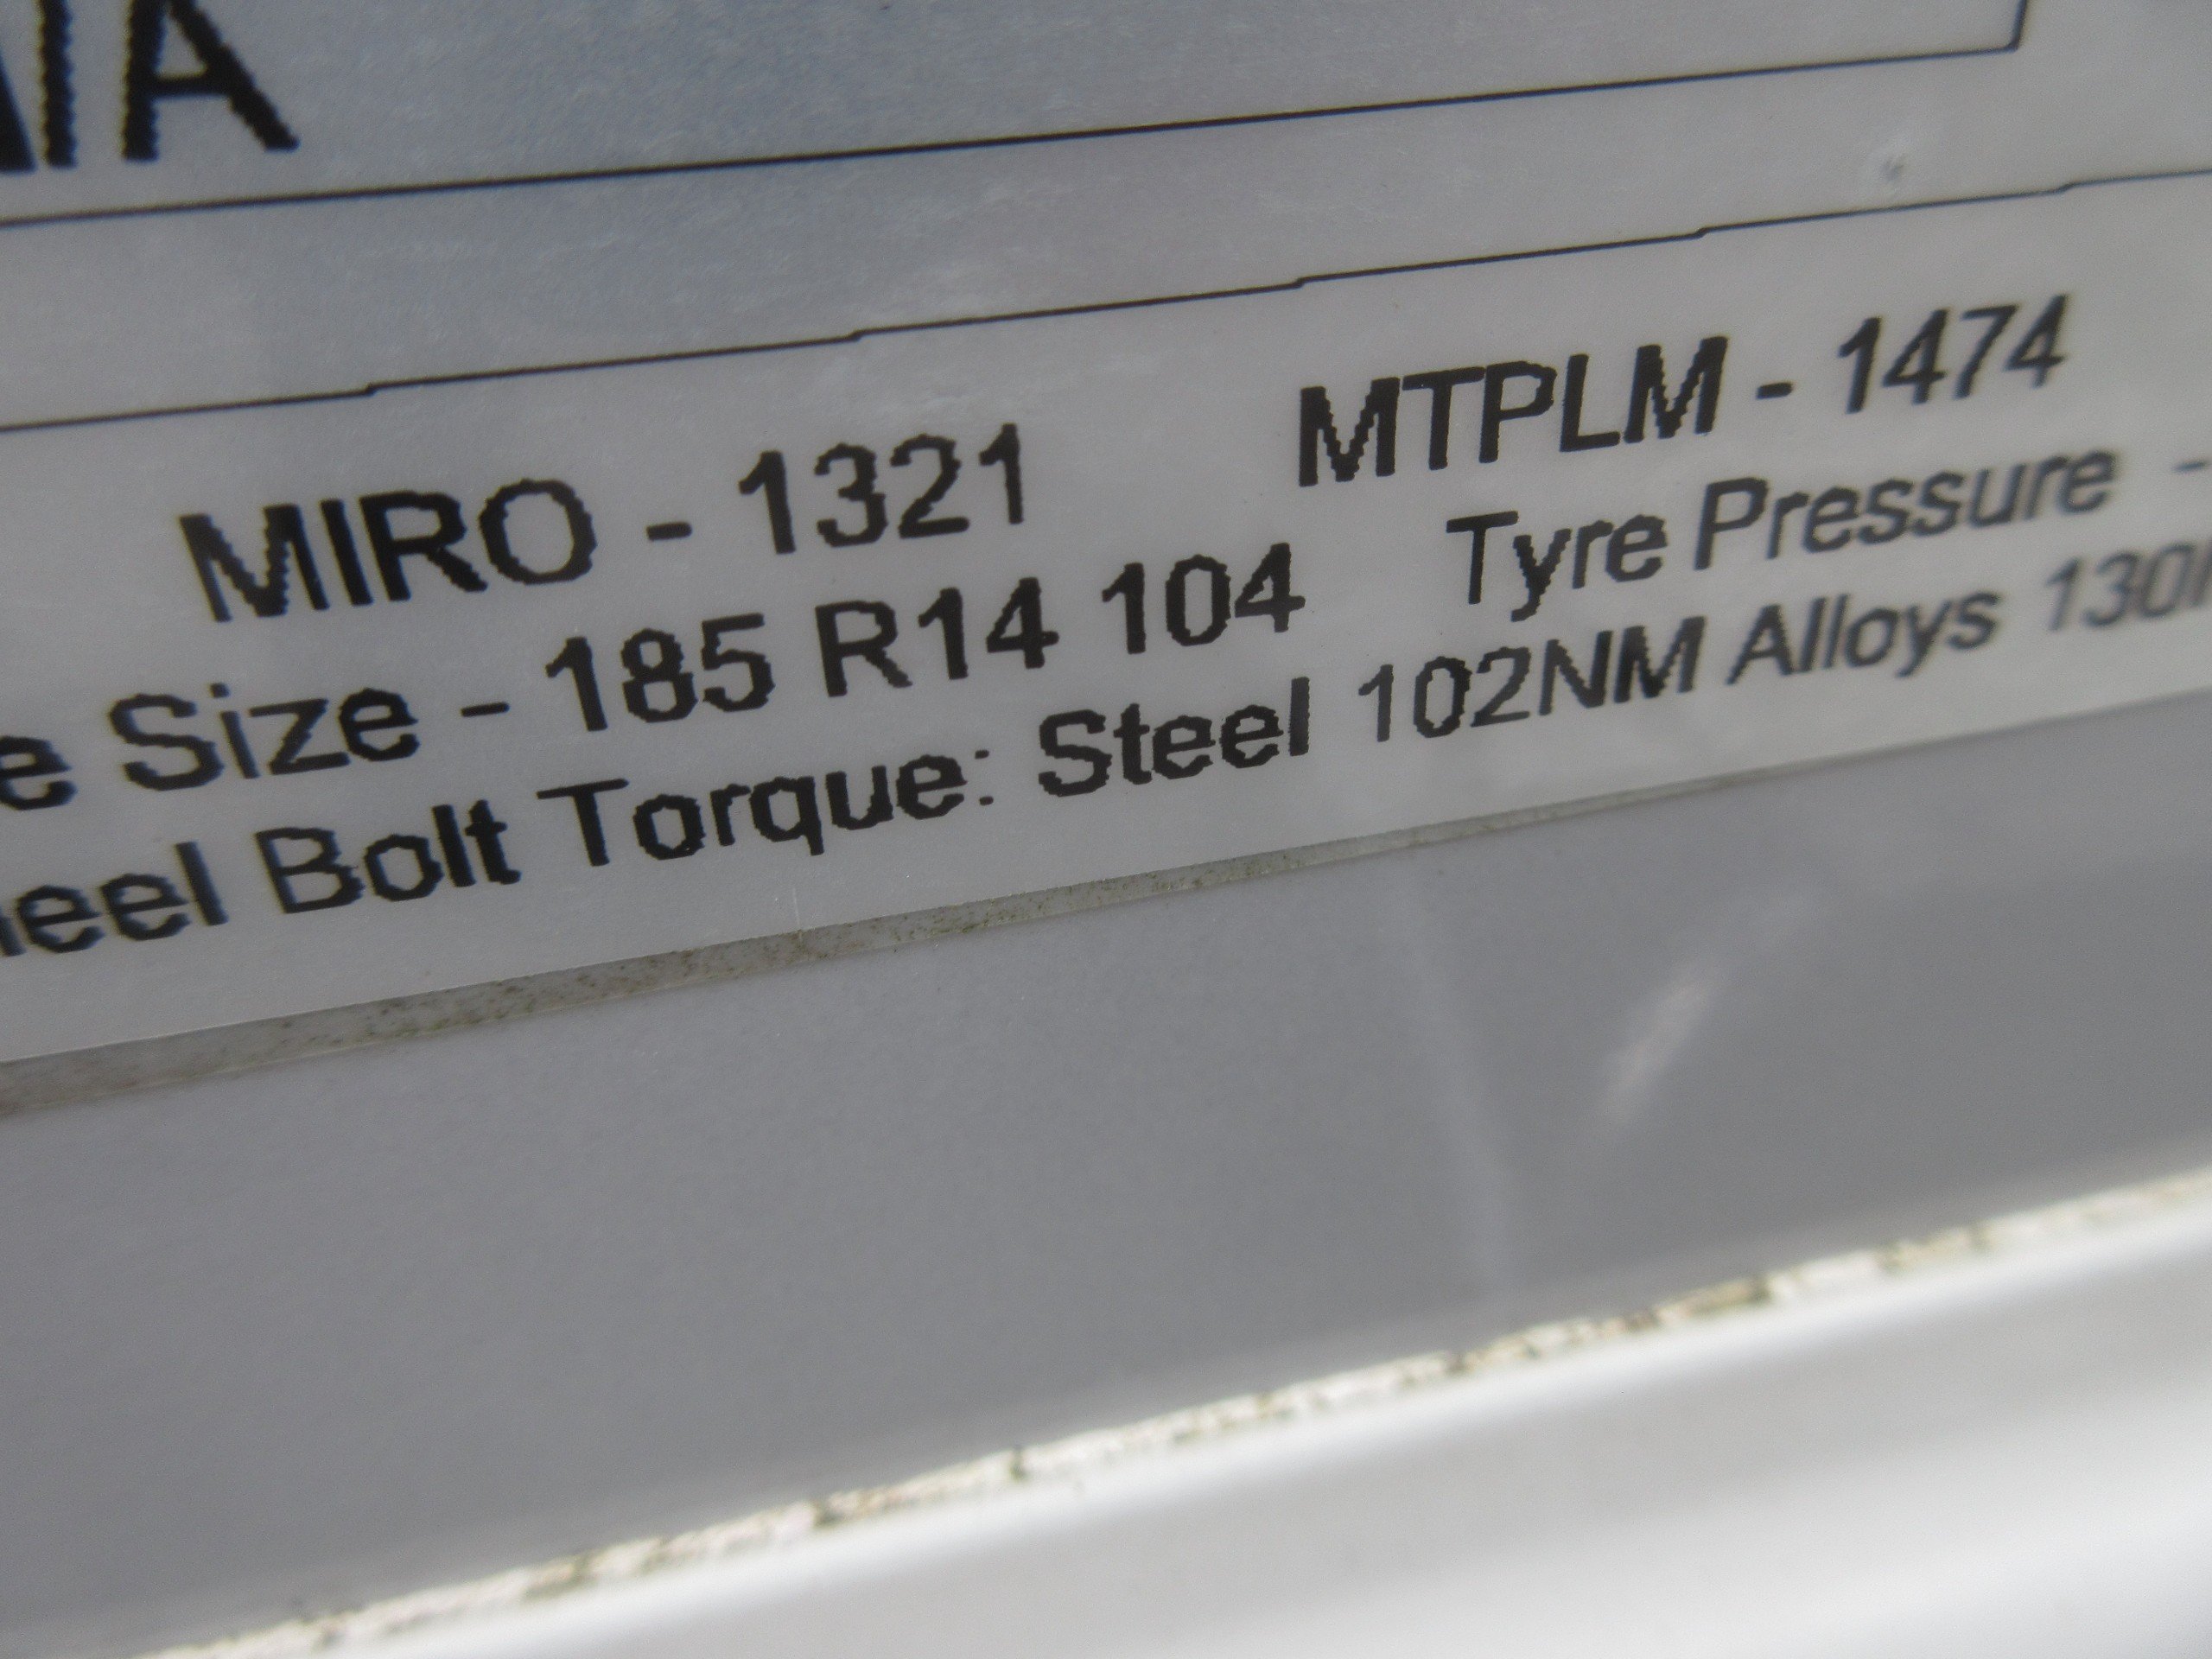 MIRO - 1321 MTPLM - 1474
Size - 185 R14 104 Tyre Pressure -
Bolt Torque: Steel 102NM Alloys